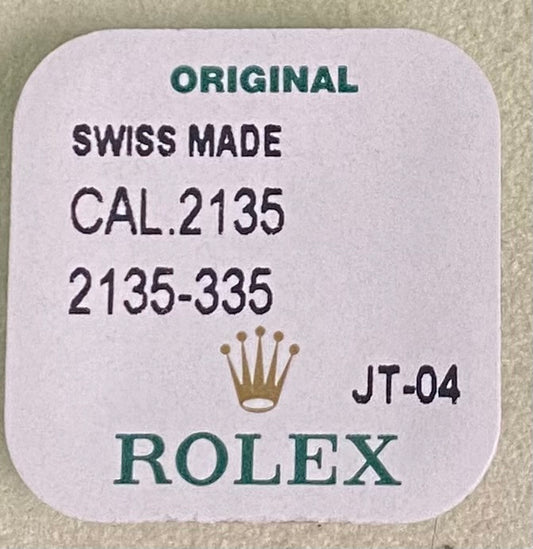 ORIGINAL
SWISS MADE
CAL.2135
2135-335
JT-04
ROLEX